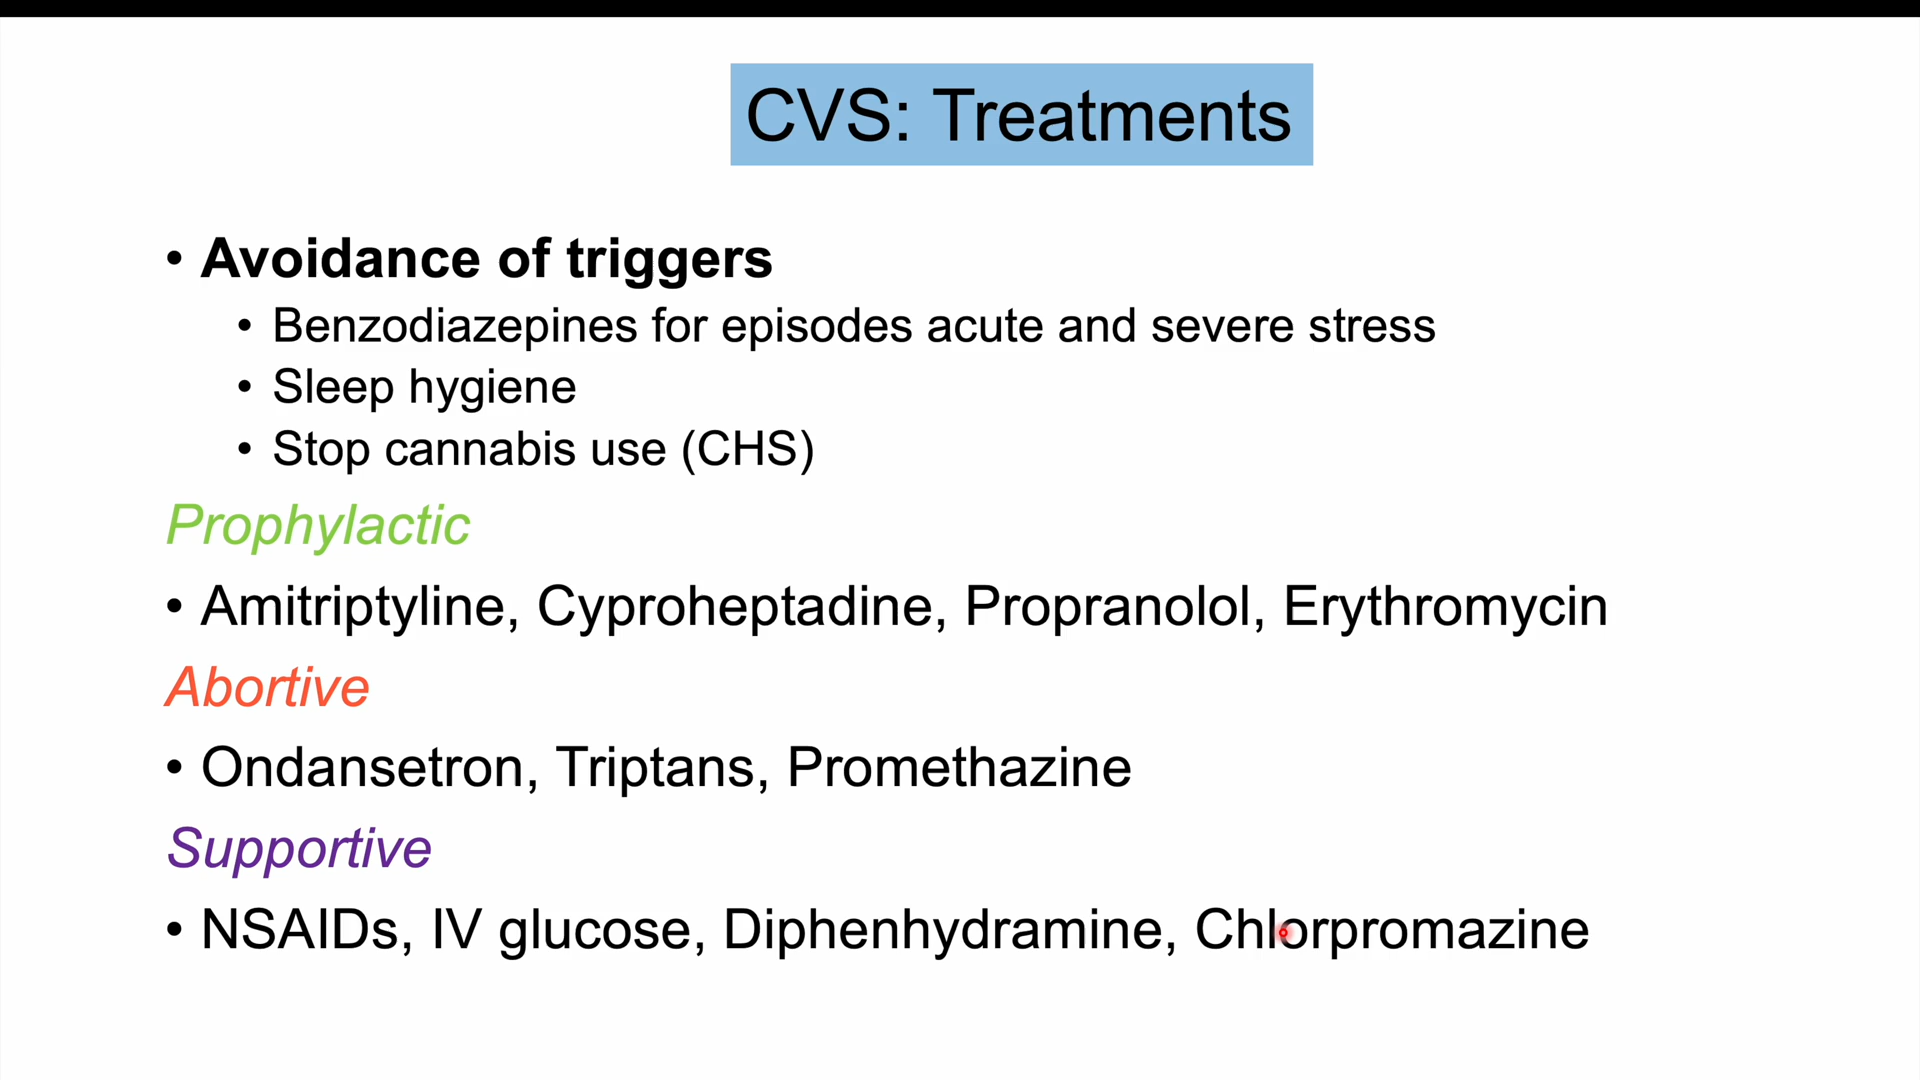 CVS: Treatments
• Avoidance of triggers
• Benzodiazepines for episodes acute and severe stress
• Sleep hygiene
• Stop cannabis use (CHS)
Prophylactic
• Amitriptyline, Cyproheptadine, Propranolol, Erythromycin
Abortive
• Ondansetron, Triptans, Promethazine
Supportive
• NSAIDs, IV glucose, Diphenhydramine, Chlorpromazine